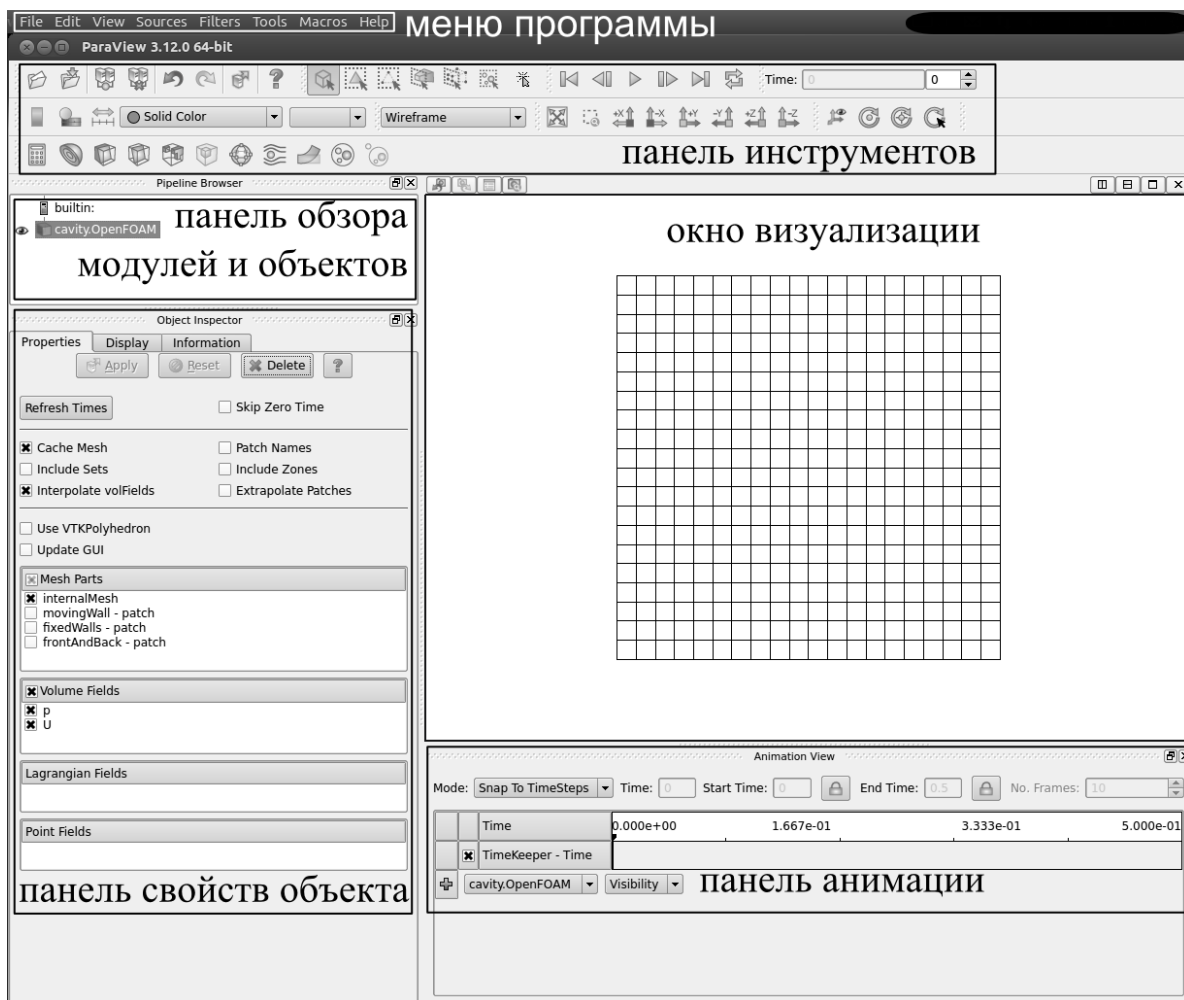 File Edit View Sources Filters Tools Macros Help
меню программы
ParaView 3.12.0 64-bit
Time: 0 0
Solid Color Wireframe
+X -X +Y -Y +Z -Z
панель инструментов
Pipeline Browser
builtin:
cavity.OpenFOAM
панель обзора
модулей и объектов
окно визуализации
Object Inspector
Properties Display Information
Apply Reset Delete ?
Refresh Times Skip Zero Time
Cache Mesh Patch Names
Include Sets Include Zones
Interpolate volFields Extrapolate Patches
Use VTKPolyhedron
Update GUI
Mesh Parts
internalMesh
movingWall - patch
fixedWalls - patch
frontAndBack - patch
Volume Fields
p
U
Lagrangian Fields
Point Fields
панель свойств объекта
Animation View
Mode: Snap To TimeSteps Time: 0 Start Time: 0 End Time: 0.5 No. Frames: 10
Time 0.000e+00 1.667e-01 3.333e-01 5.000e-01
TimeKeeper - Time
cavity.OpenFOAM Visibility
панель анимации